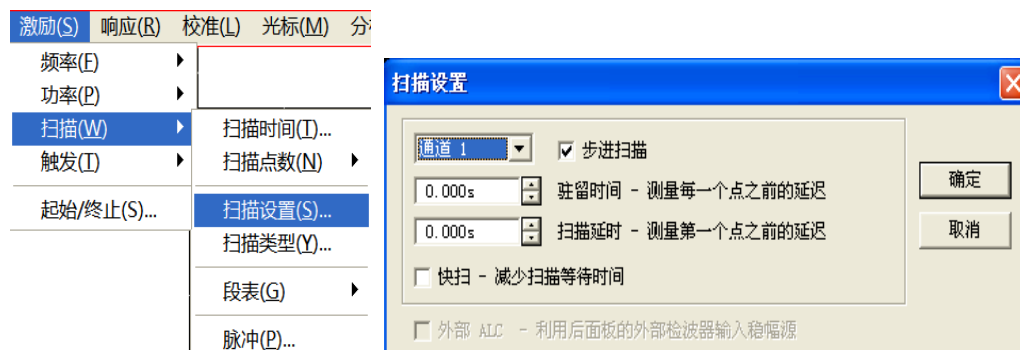 激励(S) 响应(R) 校准(L) 光标(M)
频率(F)
功率(P)
扫描(W)
触发(T)
起始/终止(S)...
扫描时间(T)...
扫描点数(N)
扫描设置(S)...
扫描类型(Y)...
段表(G)
脉冲(P)...
扫描设置
通道 1
步进扫描
0.000s 驻留时间 - 测量每一个点之前的延迟
0.000s 扫描延时 - 测量第一个点之前的延迟
快扫 - 减少扫描等待时间
外部 ALC - 利用后面板的外部检波器输入稳幅源
确定
取消